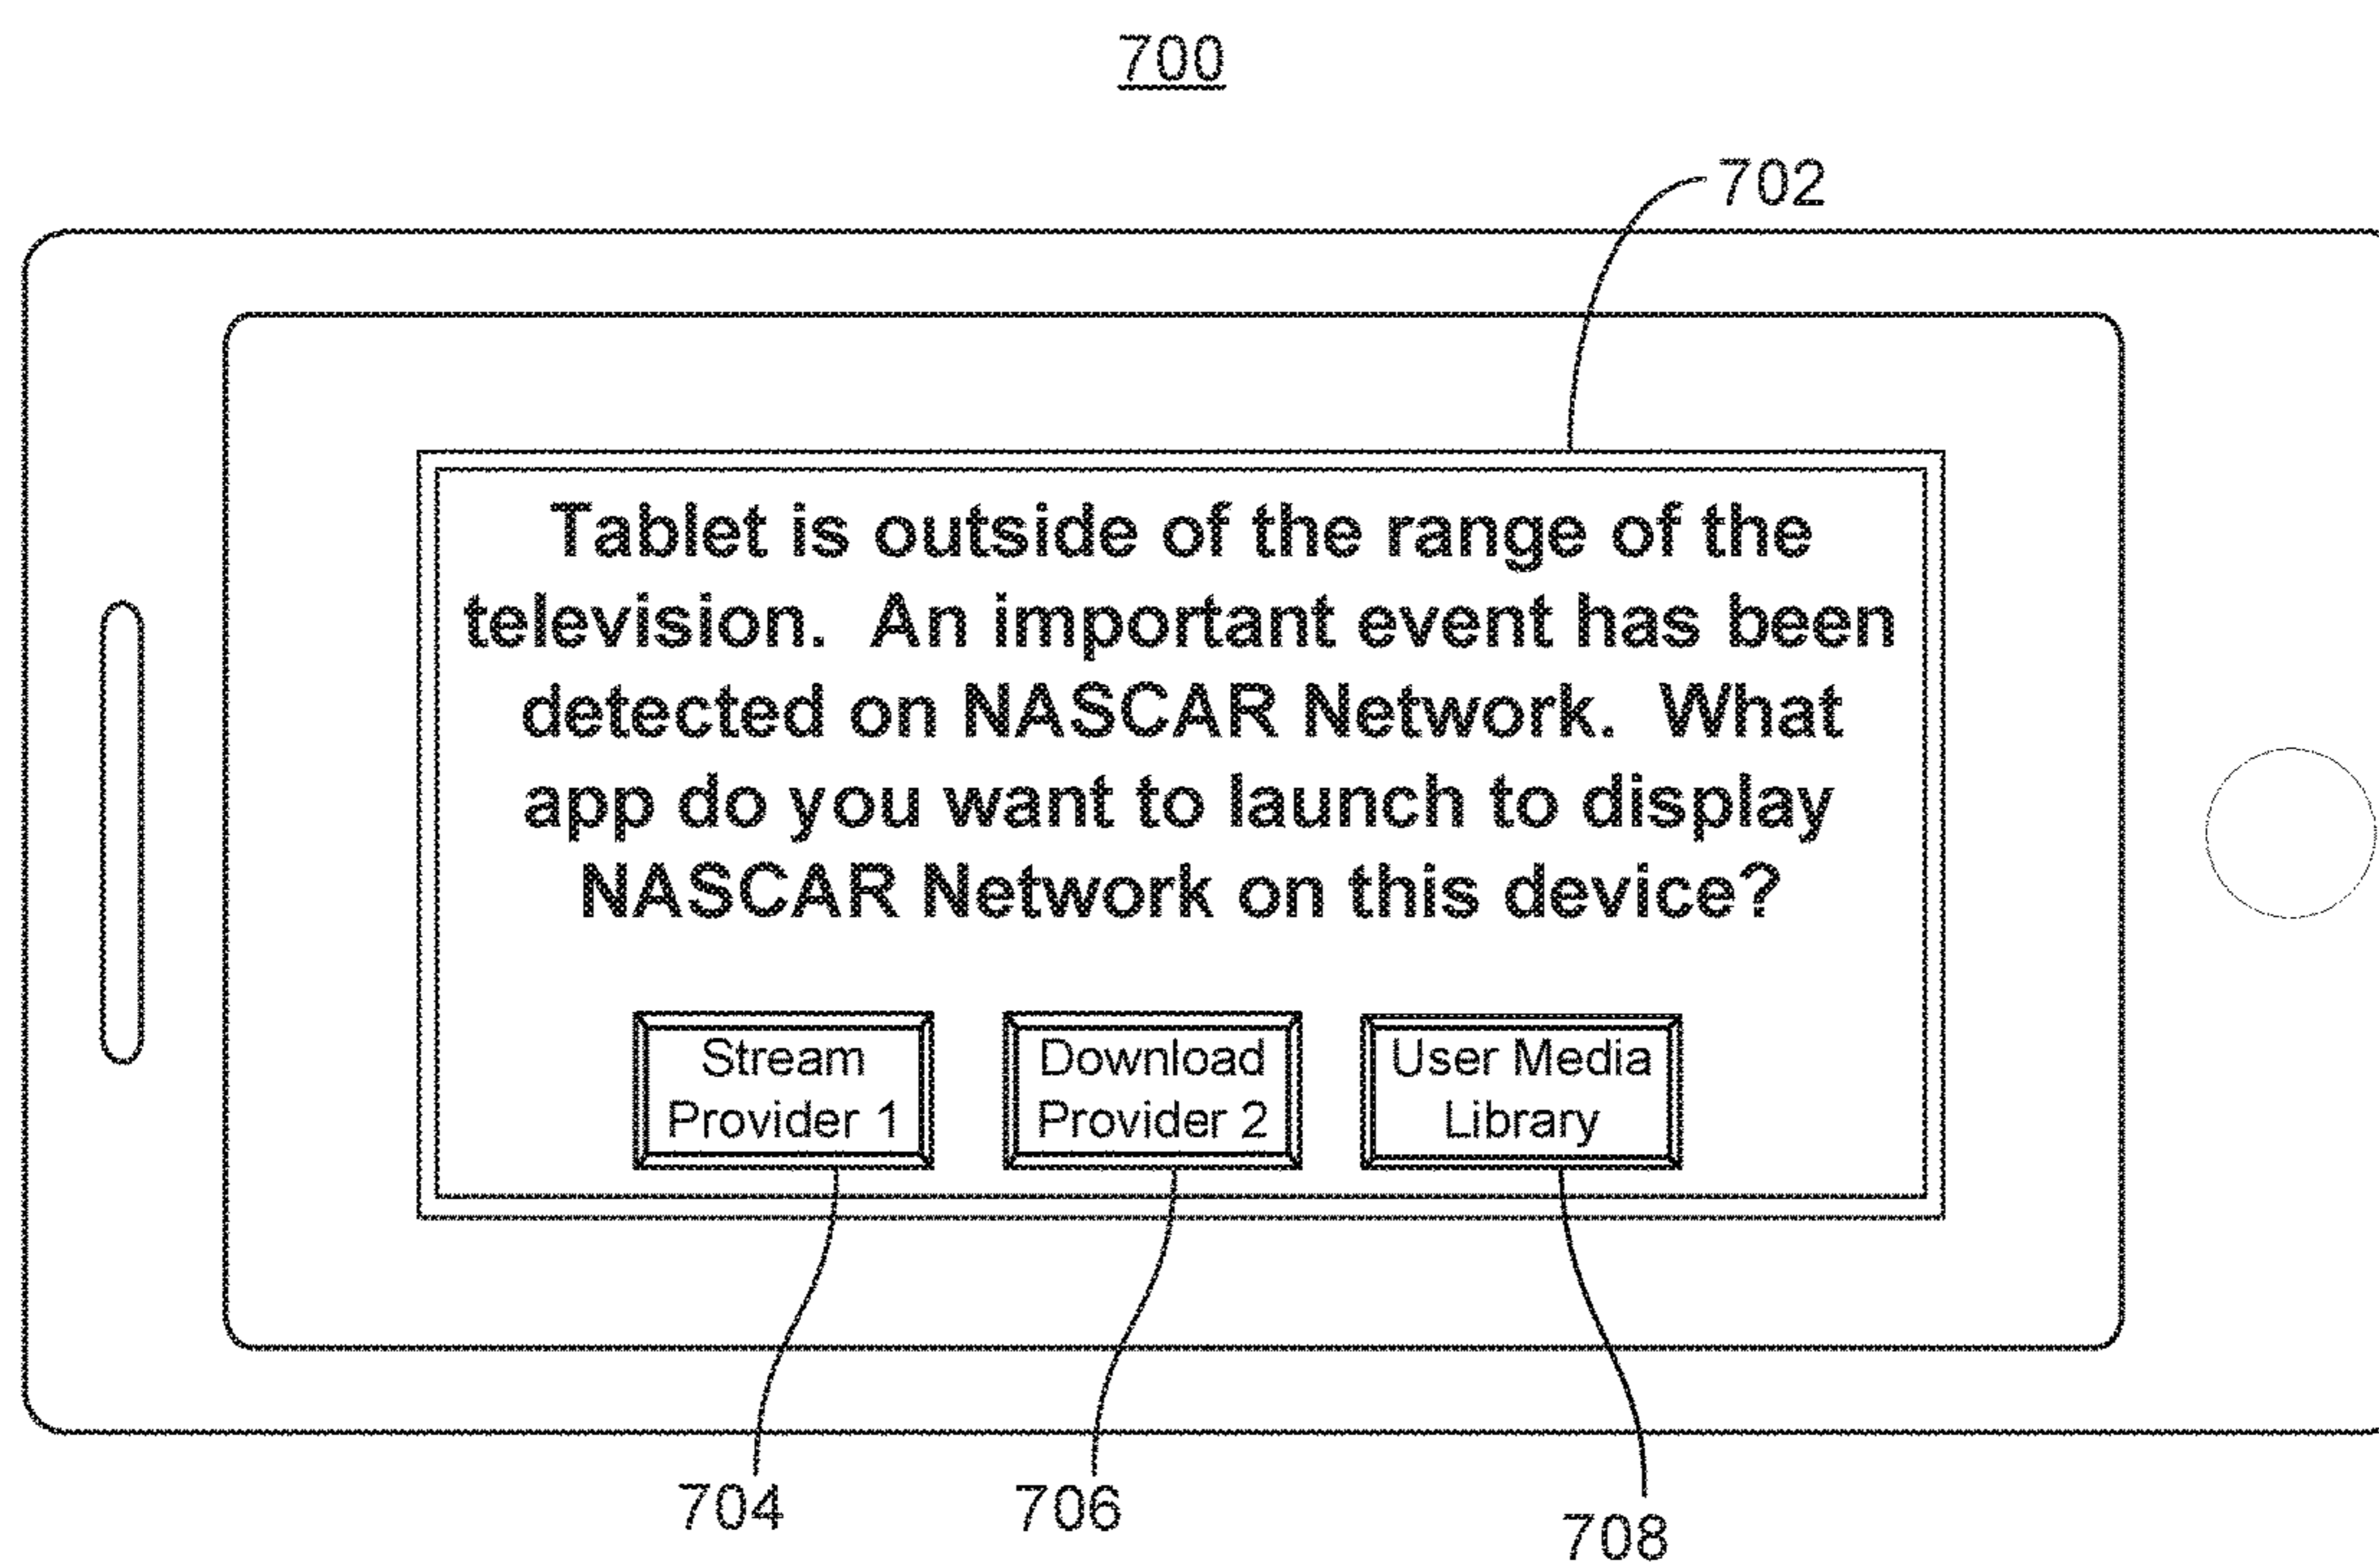 700
702
Tablet is outside of the range of the
television.  An important event has been
detected on NASCAR Network.  What
app do you want to launch to display
NASCAR Network on this device?
Stream
Provider 1
Download
Provider 2
User Media
Library
704
706
708